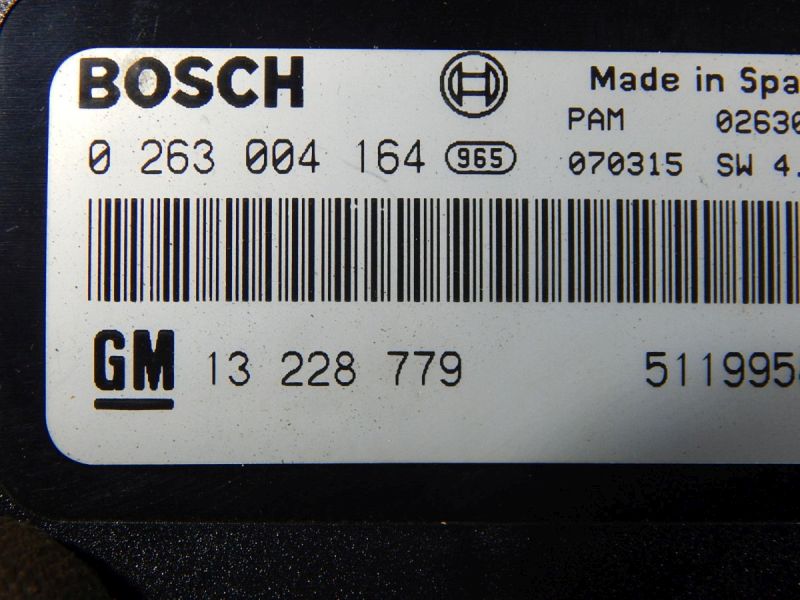 BOSCH Made in Spa
PAM 02630
0 263 004 164 965 070315 SW 4.
GM 13 228 779 511995